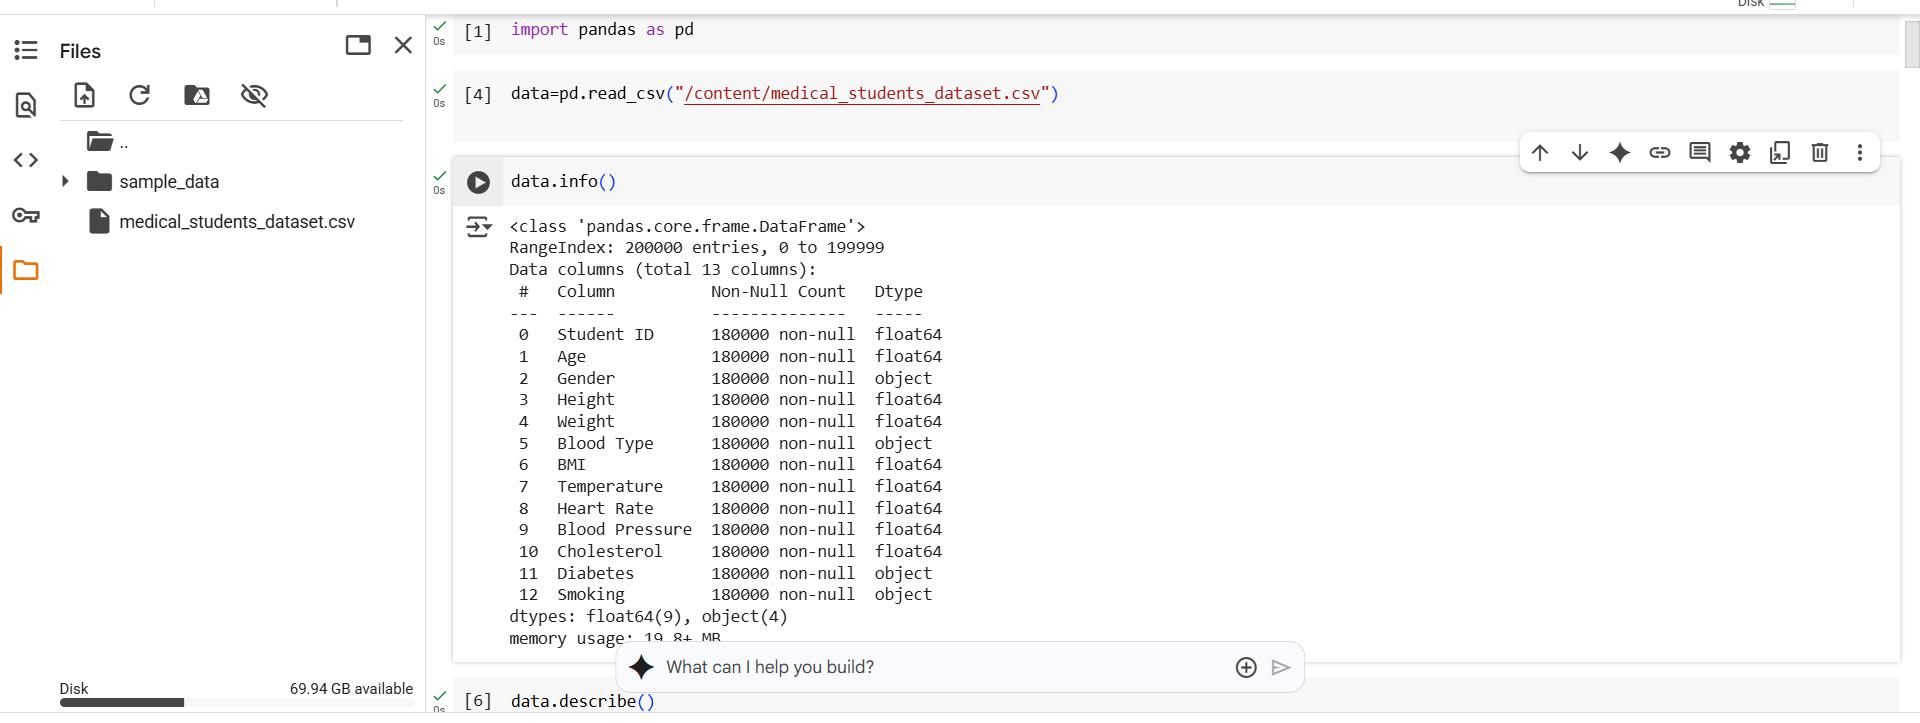 Disk
Files
..
sample_data
medical_students_dataset.csv
Disk 69.94 GB available
0s
[1] import pandas as pd
0s
[4] data=pd.read_csv("/content/medical_students_dataset.csv")
0s
data.info()
<class 'pandas.core.frame.DataFrame'>
RangeIndex: 200000 entries, 0 to 199999
Data columns (total 13 columns):
 #   Column          Non-Null Count   Dtype
---  ------          --------------   -----
 0   Student ID      180000 non-null  float64
 1   Age             180000 non-null  float64
 2   Gender          180000 non-null  object
 3   Height          180000 non-null  float64
 4   Weight          180000 non-null  float64
 5   Blood Type      180000 non-null  object
 6   BMI             180000 non-null  float64
 7   Temperature     180000 non-null  float64
 8   Heart Rate      180000 non-null  float64
 9   Blood Pressure  180000 non-null  float64
 10  Cholesterol     180000 non-null  float64
 11  Diabetes        180000 non-null  object
 12  Smoking         180000 non-null  object
dtypes: float64(9), object(4)
memory usage: 19.8+ MB
What can I help you build?
0s
[6] data.describe()